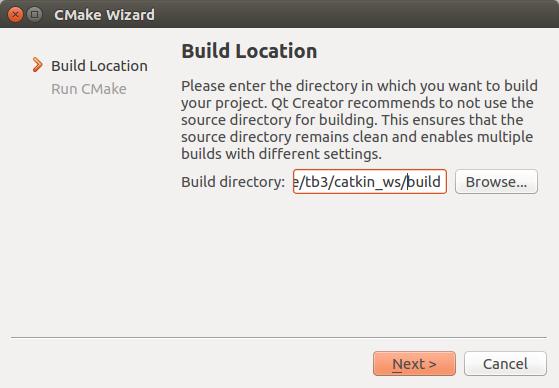 CMake Wizard
Build Location
Run CMake
Build Location
Please enter the directory in which you want to build
your project. Qt Creator recommends to not use the
source directory for building. This ensures that the
source directory remains clean and enables multiple
builds with different settings.
Build directory: e/tb3/catkin_ws/build Browse...
Next > Cancel